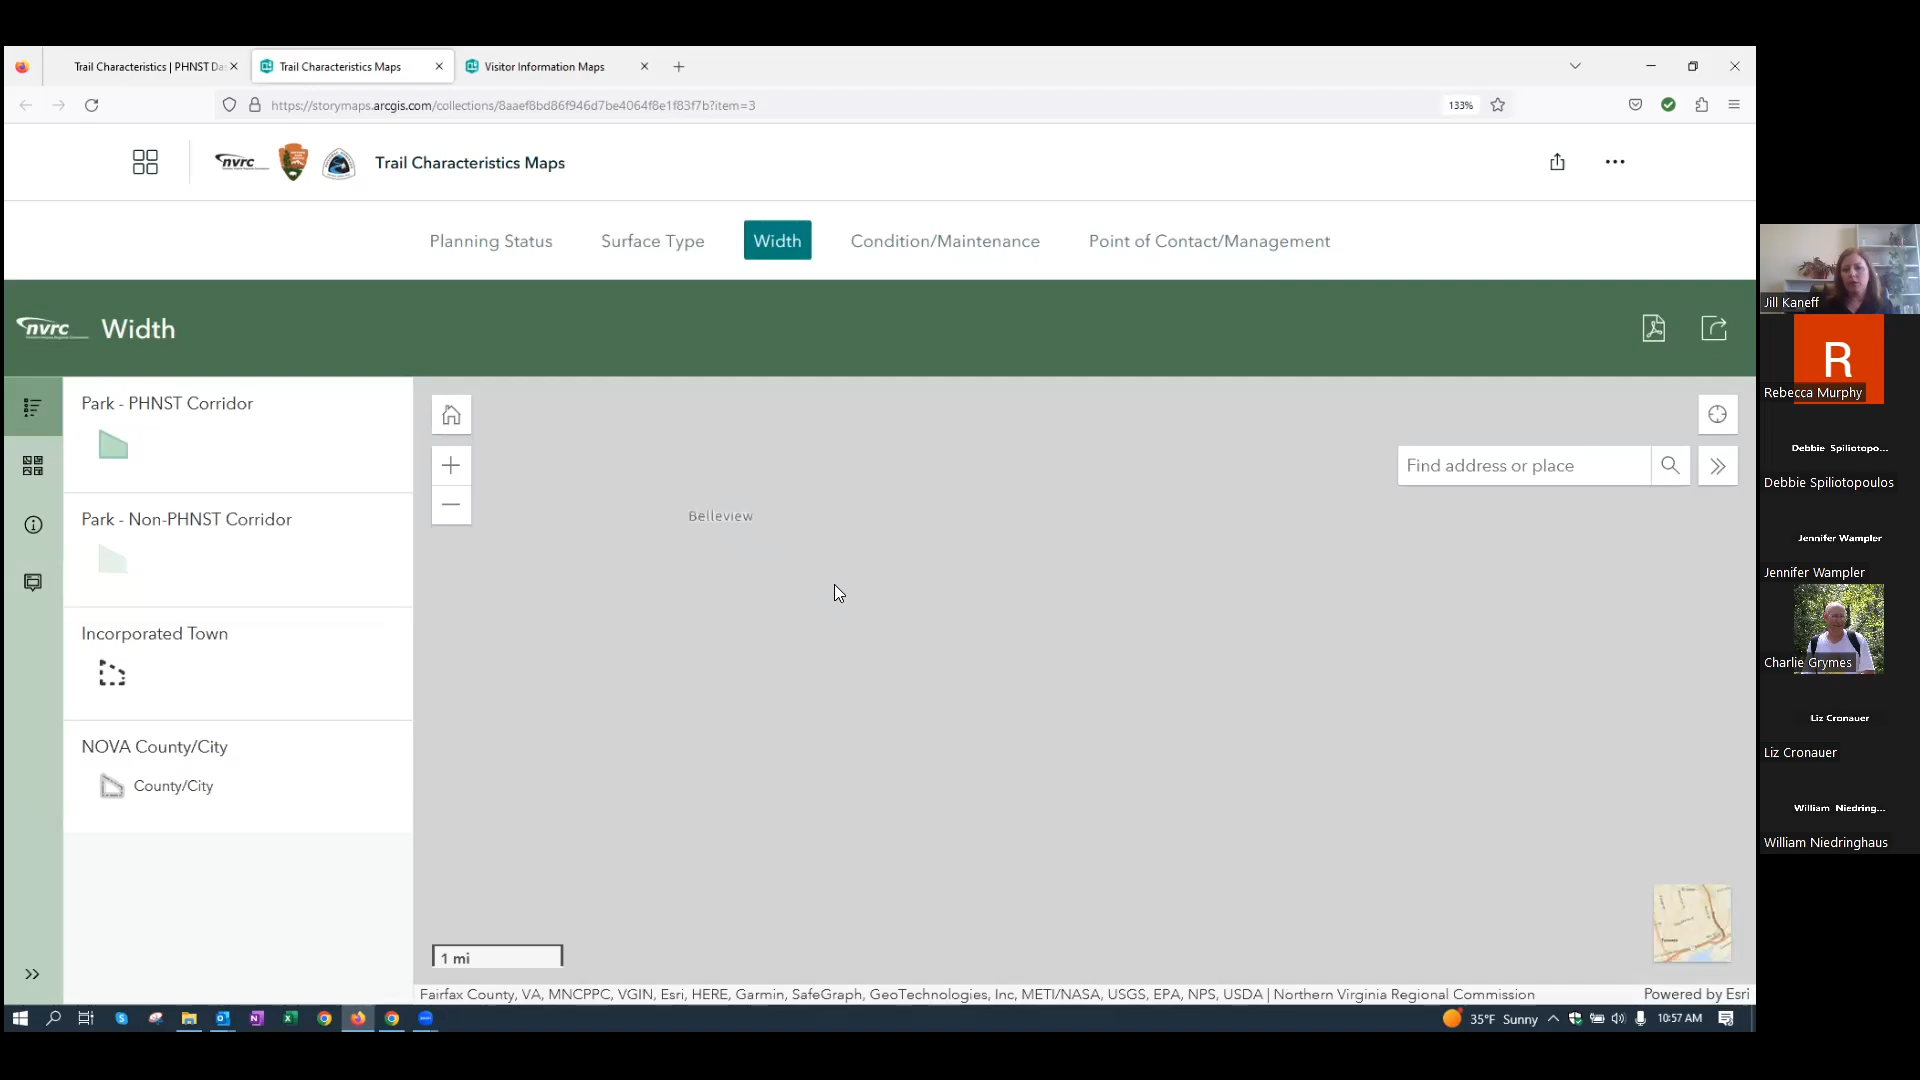 Trail Characteristics | PHNST Da
Trail Characteristics Maps
Visitor Information Maps
https://storymaps.arcgis.com/collections/8aaef8bd86f946d7be4064f8e1f83f7b?item=3
133%
nvrc
Trail Characteristics Maps
Planning Status
Surface Type
Width
Condition/Maintenance
Point of Contact/Management
nvrc
Width
Park - PHNST Corridor
Park - Non-PHNST Corridor
Incorporated Town
NOVA County/City
County/City
Find address or place
Belleview
1 mi
Fairfax County, VA, MNCPPC, VGIN, Esri, HERE, Garmin, SafeGraph, GeoTechnologies, Inc, METI/NASA, USGS, EPA, NPS, USDA | Northern Virginia Regional Commission
Powered by Esri
35°F Sunny
10:57 AM
Jill Kaneff
R
Rebecca Murphy
Debbie Spiliotopo...
Debbie Spiliotopoulos
Jennifer Wampler
Jennifer Wampler
Charlie Grymes
Liz Cronauer
Liz Cronauer
William Niedring...
William Niedringhaus